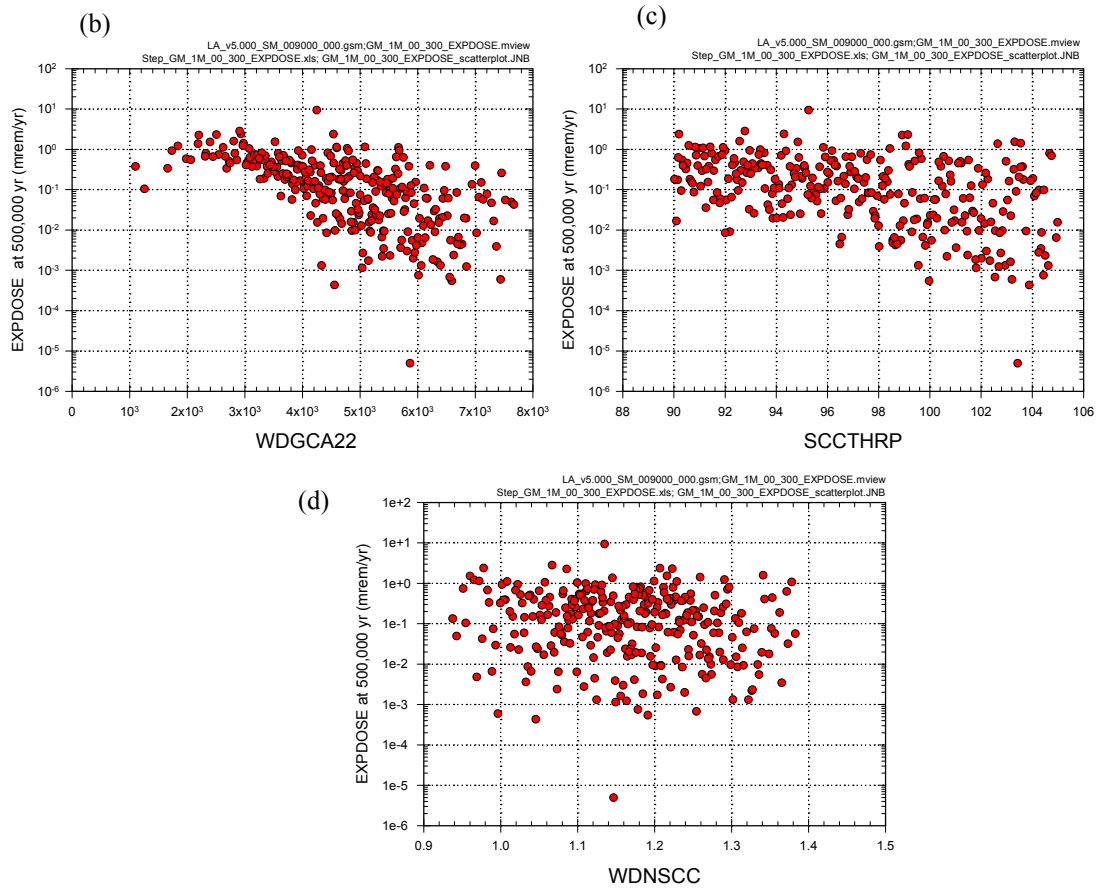 (b)
LA_v5.000_SM_009000_000.gsm;GM_1M_00_300_EXPDOSE.mview
Step_GM_1M_00_300_EXPDOSE.xls; GM_1M_00_300_EXPDOSE_scatterplot.JNB
EXPDOSE at 500,000 yr (mrem/yr)
10²
10¹
10⁰
10⁻¹
10⁻²
10⁻³
10⁻⁴
10⁻⁵
10⁻⁶
0 10³ 2x10³ 3x10³ 4x10³ 5x10³ 6x10³ 7x10³ 8x10³
WDGCA22
(c)
LA_v5.000_SM_009000_000.gsm;GM_1M_00_300_EXPDOSE.mview
Step_GM_1M_00_300_EXPDOSE.xls; GM_1M_00_300_EXPDOSE_scatterplot.JNB
EXPDOSE at 500,000 yr (mrem/yr)
10²
10¹
10⁰
10⁻¹
10⁻²
10⁻³
10⁻⁴
10⁻⁵
10⁻⁶
88 90 92 94 96 98 100 102 104 106
SCCTHRP
(d)
LA_v5.000_SM_009000_000.gsm;GM_1M_00_300_EXPDOSE.mview
Step_GM_1M_00_300_EXPDOSE.xls; GM_1M_00_300_EXPDOSE_scatterplot.JNB
EXPDOSE at 500,000 yr (mrem/yr)
1e+2
1e+1
1e+0
1e-1
1e-2
1e-3
1e-4
1e-5
1e-6
0.9 1.0 1.1 1.2 1.3 1.4 1.5
WDNSCC